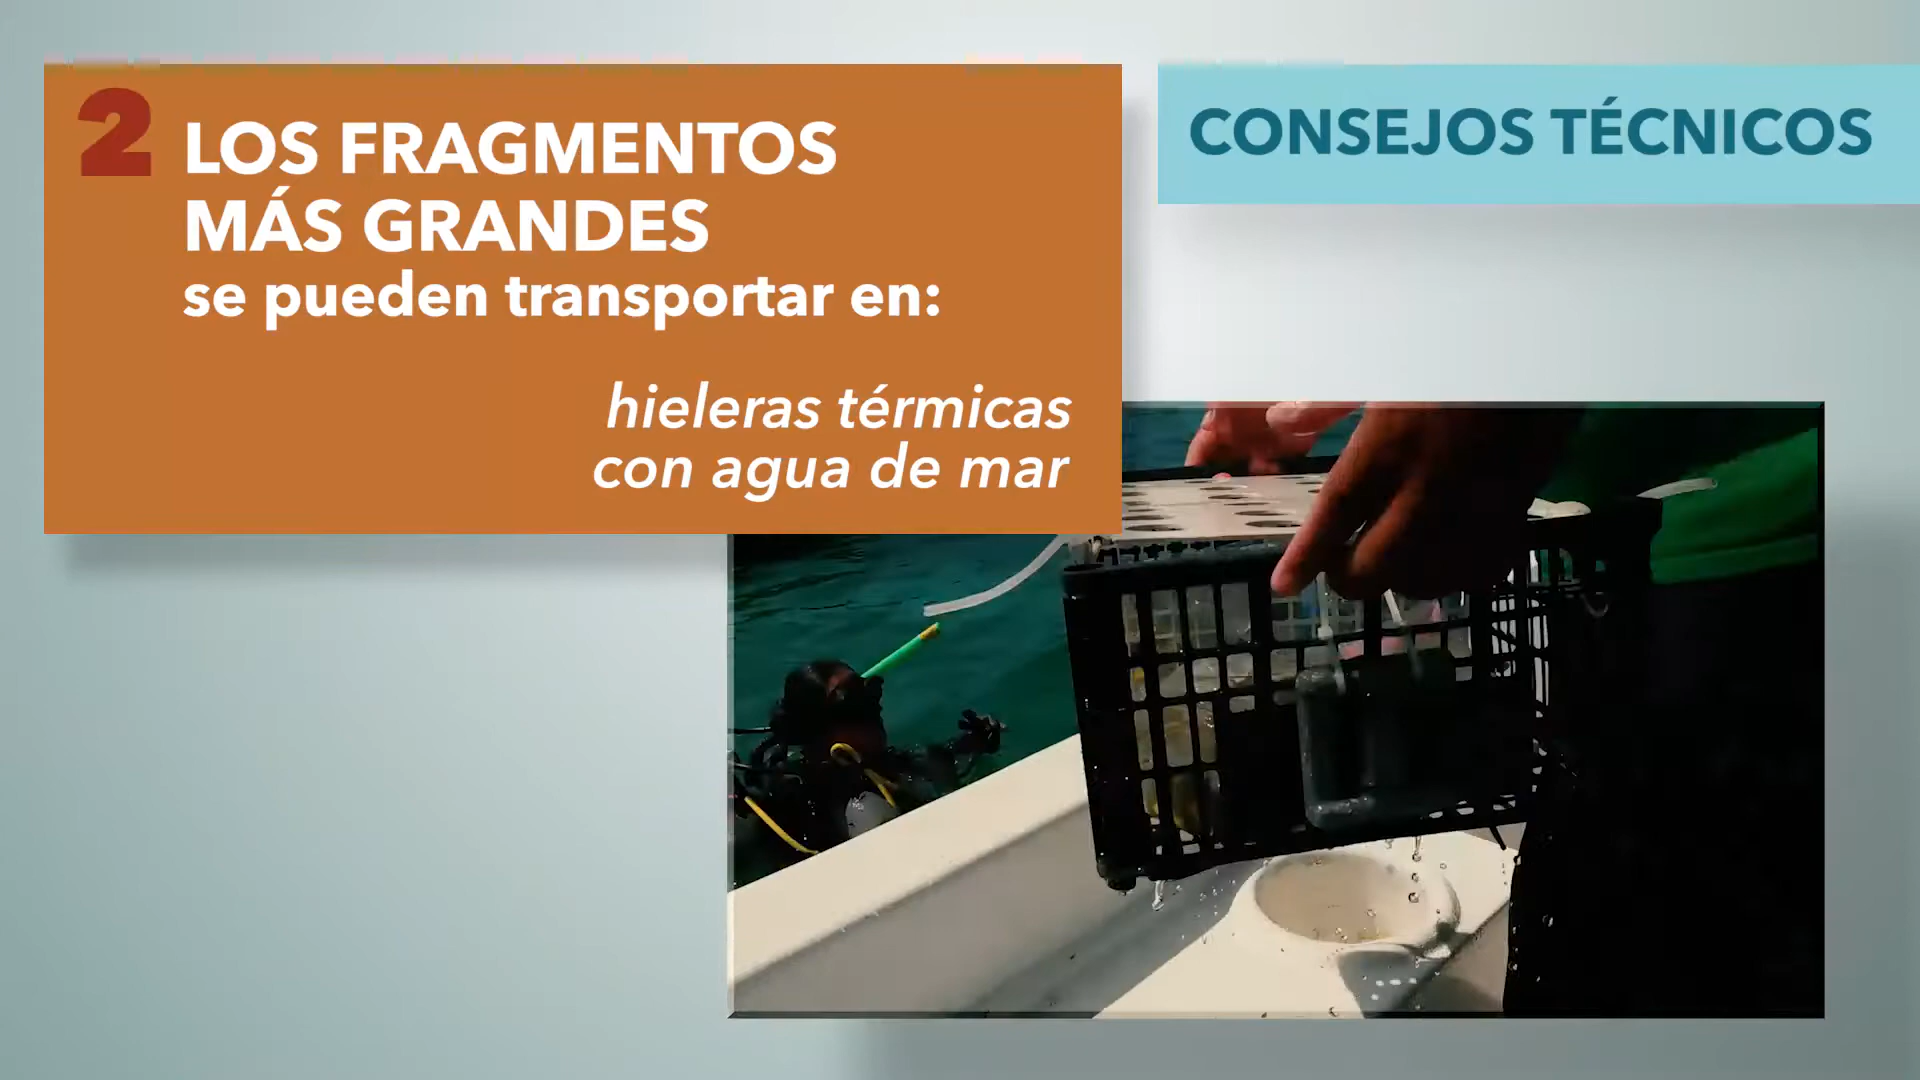 2
LOS FRAGMENTOS
MÁS GRANDES
se pueden transportar en:
hieleras térmicas
con agua de mar
CONSEJOS TÉCNICOS